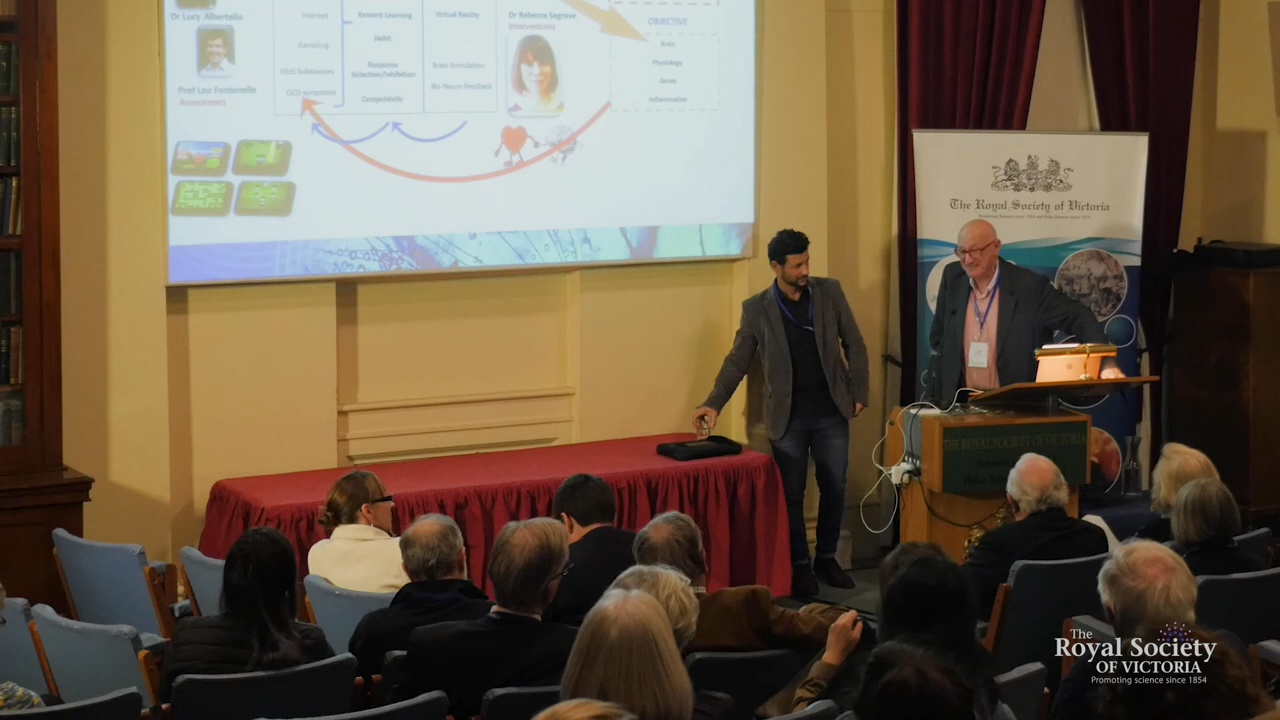 Dr Lucy Albertella
Prof Leo Fontenelle
Assessment
Internet
Gambling
Illicit Substances
OCD symptoms
Reward Learning
Habit
Response
Selection/Inhibition
Compulsivity
Virtual Reality
Brain Stimulation
Bio-Neuro Feedback
Dr Rebecca Segrave
Interventions
OBJECTIVE
Brain
Physiology
Genes
Inflammation
The Royal Society of Victoria
THE ROYAL SOCIETY OF VICTORIA
The
Royal Society
OF VICTORIA
Promoting science since 1854